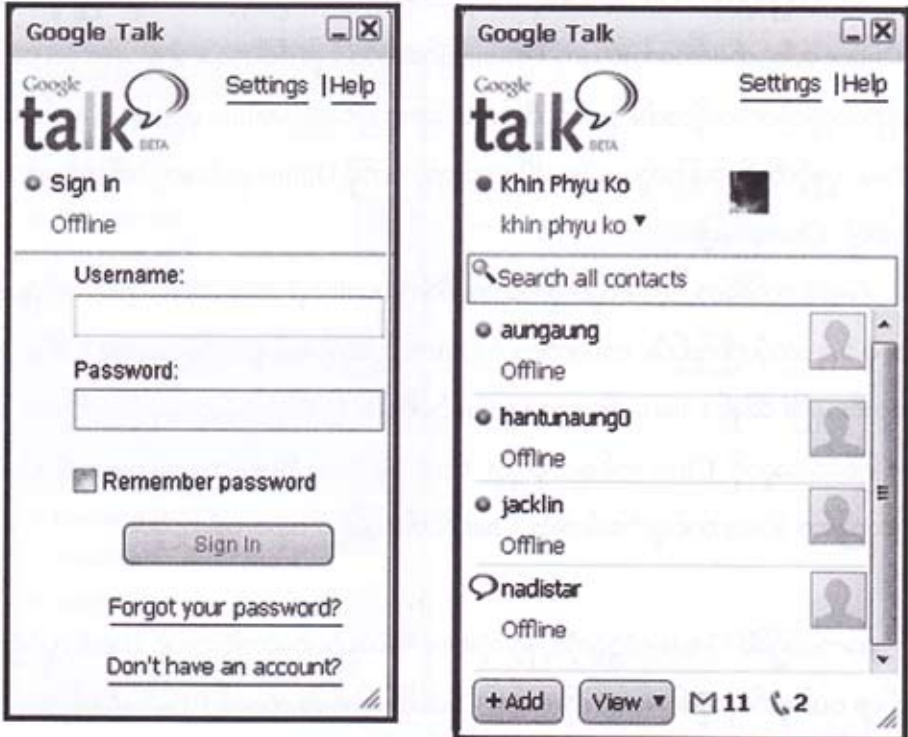 Google Talk
Google
talk
BETA
Settings | Help
Sign In
Offline
Username:
Password:
Remember password
Sign In
Forgot your password?
Don't have an account?
Google Talk
Google
talk
BETA
Settings | Help
Khin Phyu Ko
khin phyu ko
Search all contacts
aungaung
Offline
hantunaung0
Offline
jacklin
Offline
nadistar
Offline
+Add View 11 2